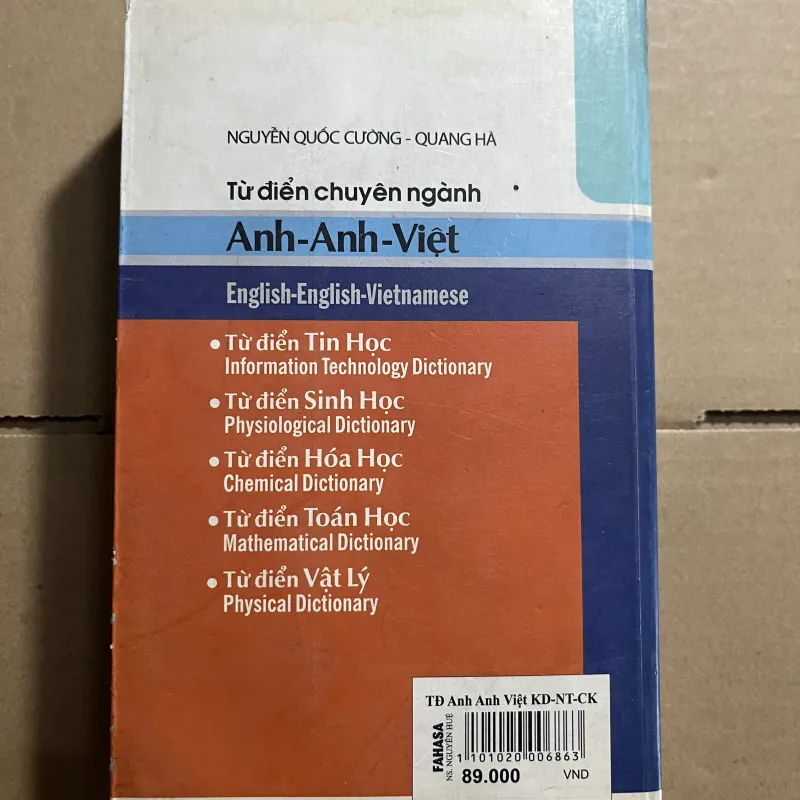 NGUYỄN QUỐC CƯỜNG - QUANG HÀ
Từ điển chuyên ngành
Anh-Anh-Việt
English-English-Vietnamese
• Từ điển Tin Học
Information Technology Dictionary
• Từ điển Sinh Học
Physiological Dictionary
• Từ điển Hóa Học
Chemical Dictionary
• Từ điển Toán Học
Mathematical Dictionary
• Từ điển Vật Lý
Physical Dictionary
TĐ Anh Anh Việt KD-NT-CK
FAHASA
NS. NGUYỄN HUỆ
1101020006863
89.000 VND